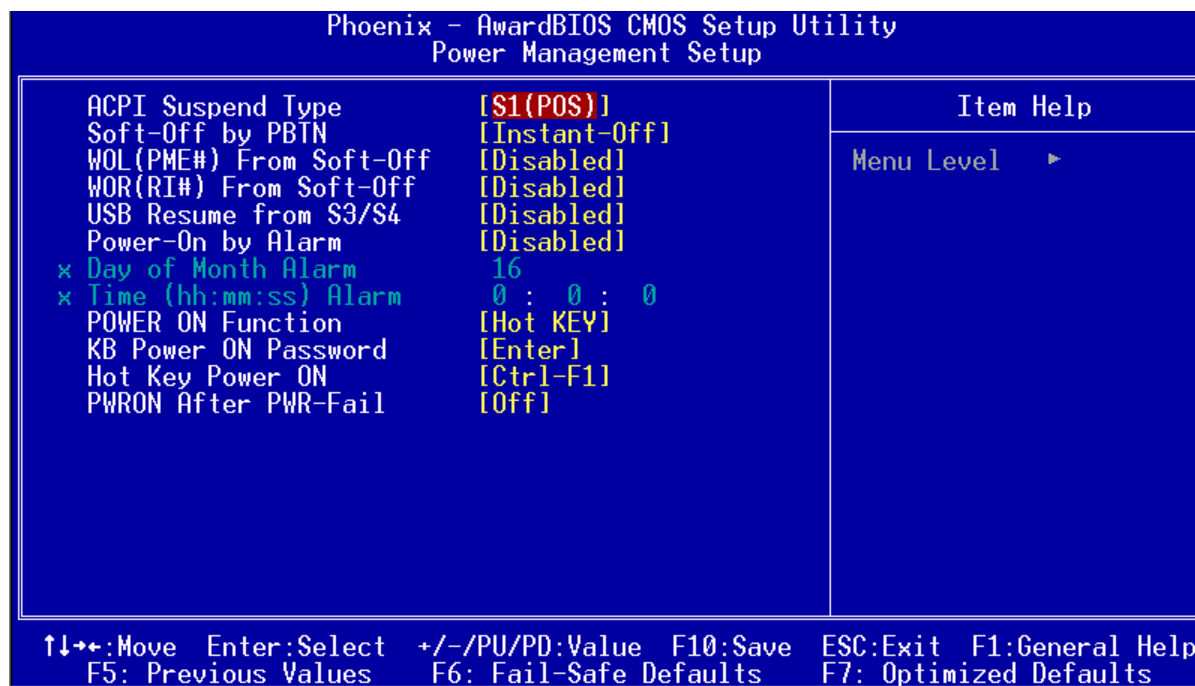 Phoenix - AwardBIOS CMOS Setup Utility
Power Management Setup
ACPI Suspend Type [S1(POS)]
Soft-Off by PBTN [Instant-Off]
WOL(PME#) From Soft-Off [Disabled]
WOR(RI#) From Soft-Off [Disabled]
USB Resume from S3/S4 [Disabled]
Power-On by Alarm [Disabled]
x Day of Month Alarm 16
x Time (hh:mm:ss) Alarm 0 : 0 : 0
POWER ON Function [Hot KEY]
KB Power ON Password [Enter]
Hot Key Power ON [Ctrl-F1]
PWRON After PWR-Fail [Off]
Item Help
Menu Level ►
↑↓→←:Move Enter:Select +/-/PU/PD:Value F10:Save ESC:Exit F1:General Help
F5: Previous Values F6: Fail-Safe Defaults F7: Optimized Defaults